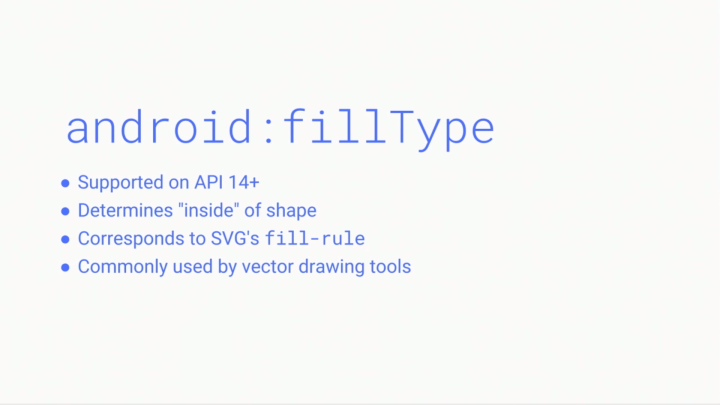 android:fillType
● Supported on API 14+
● Determines "inside" of shape
● Corresponds to SVG's fill-rule
● Commonly used by vector drawing tools